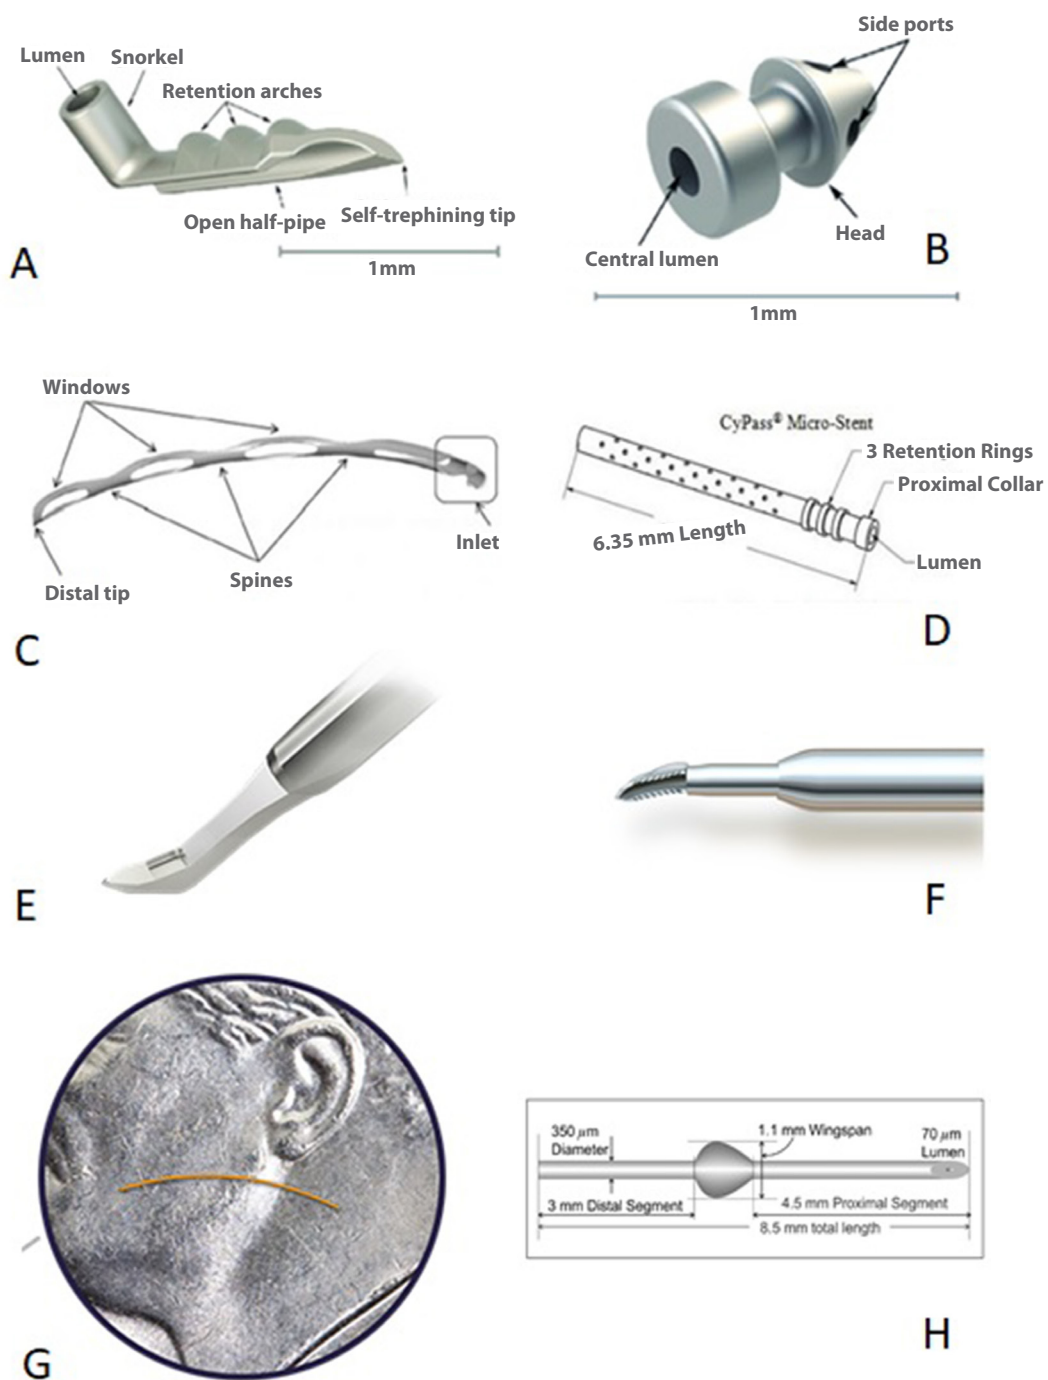 Lumen
Snorkel
Retention arches
Open half-pipe
Self-trephining tip
1mm
A
Side ports
Head
Central lumen
B
1mm
Windows
Inlet
Spines
Distal tip
C
CyPass® Micro-Stent
3 Retention Rings
Proximal Collar
6.35 mm Length
Lumen
D
E
F
G
350 μm
Diameter
1.1 mm Wingspan
70 μm
Lumen
3 mm Distal Segment
4.5 mm Proximal Segment
8.5 mm total length
H